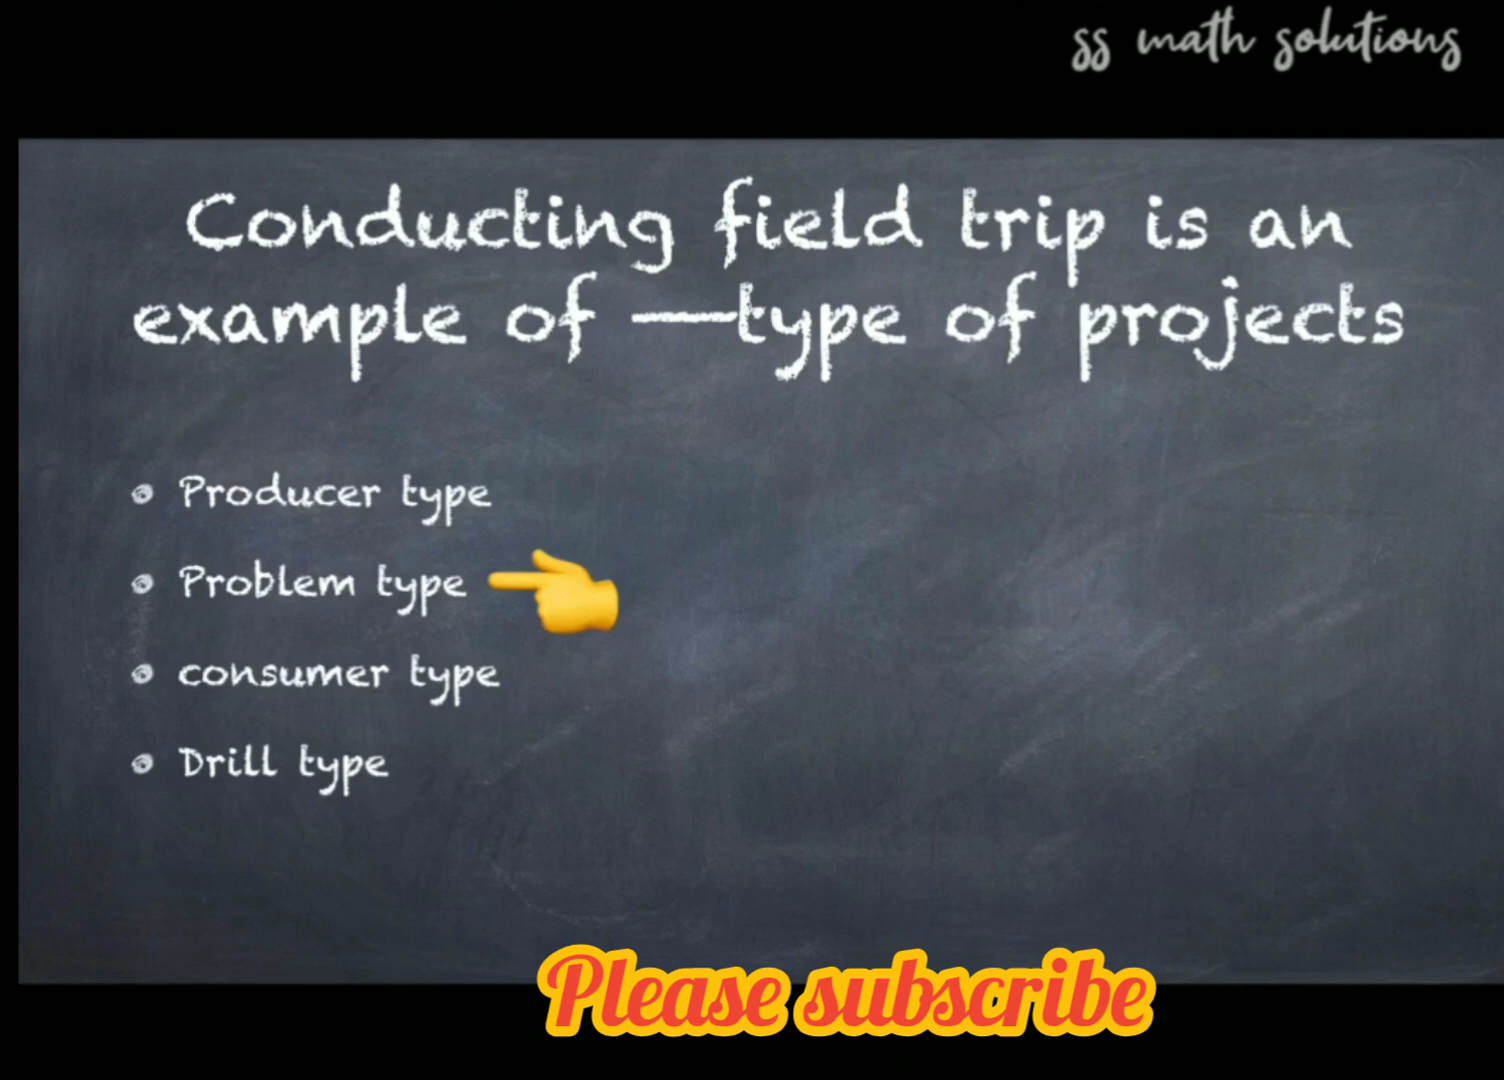 ss math solutions
Conducting field trip is an
example of —type of projects
Producer type
Problem type
consumer type
Drill type
Please subscribe